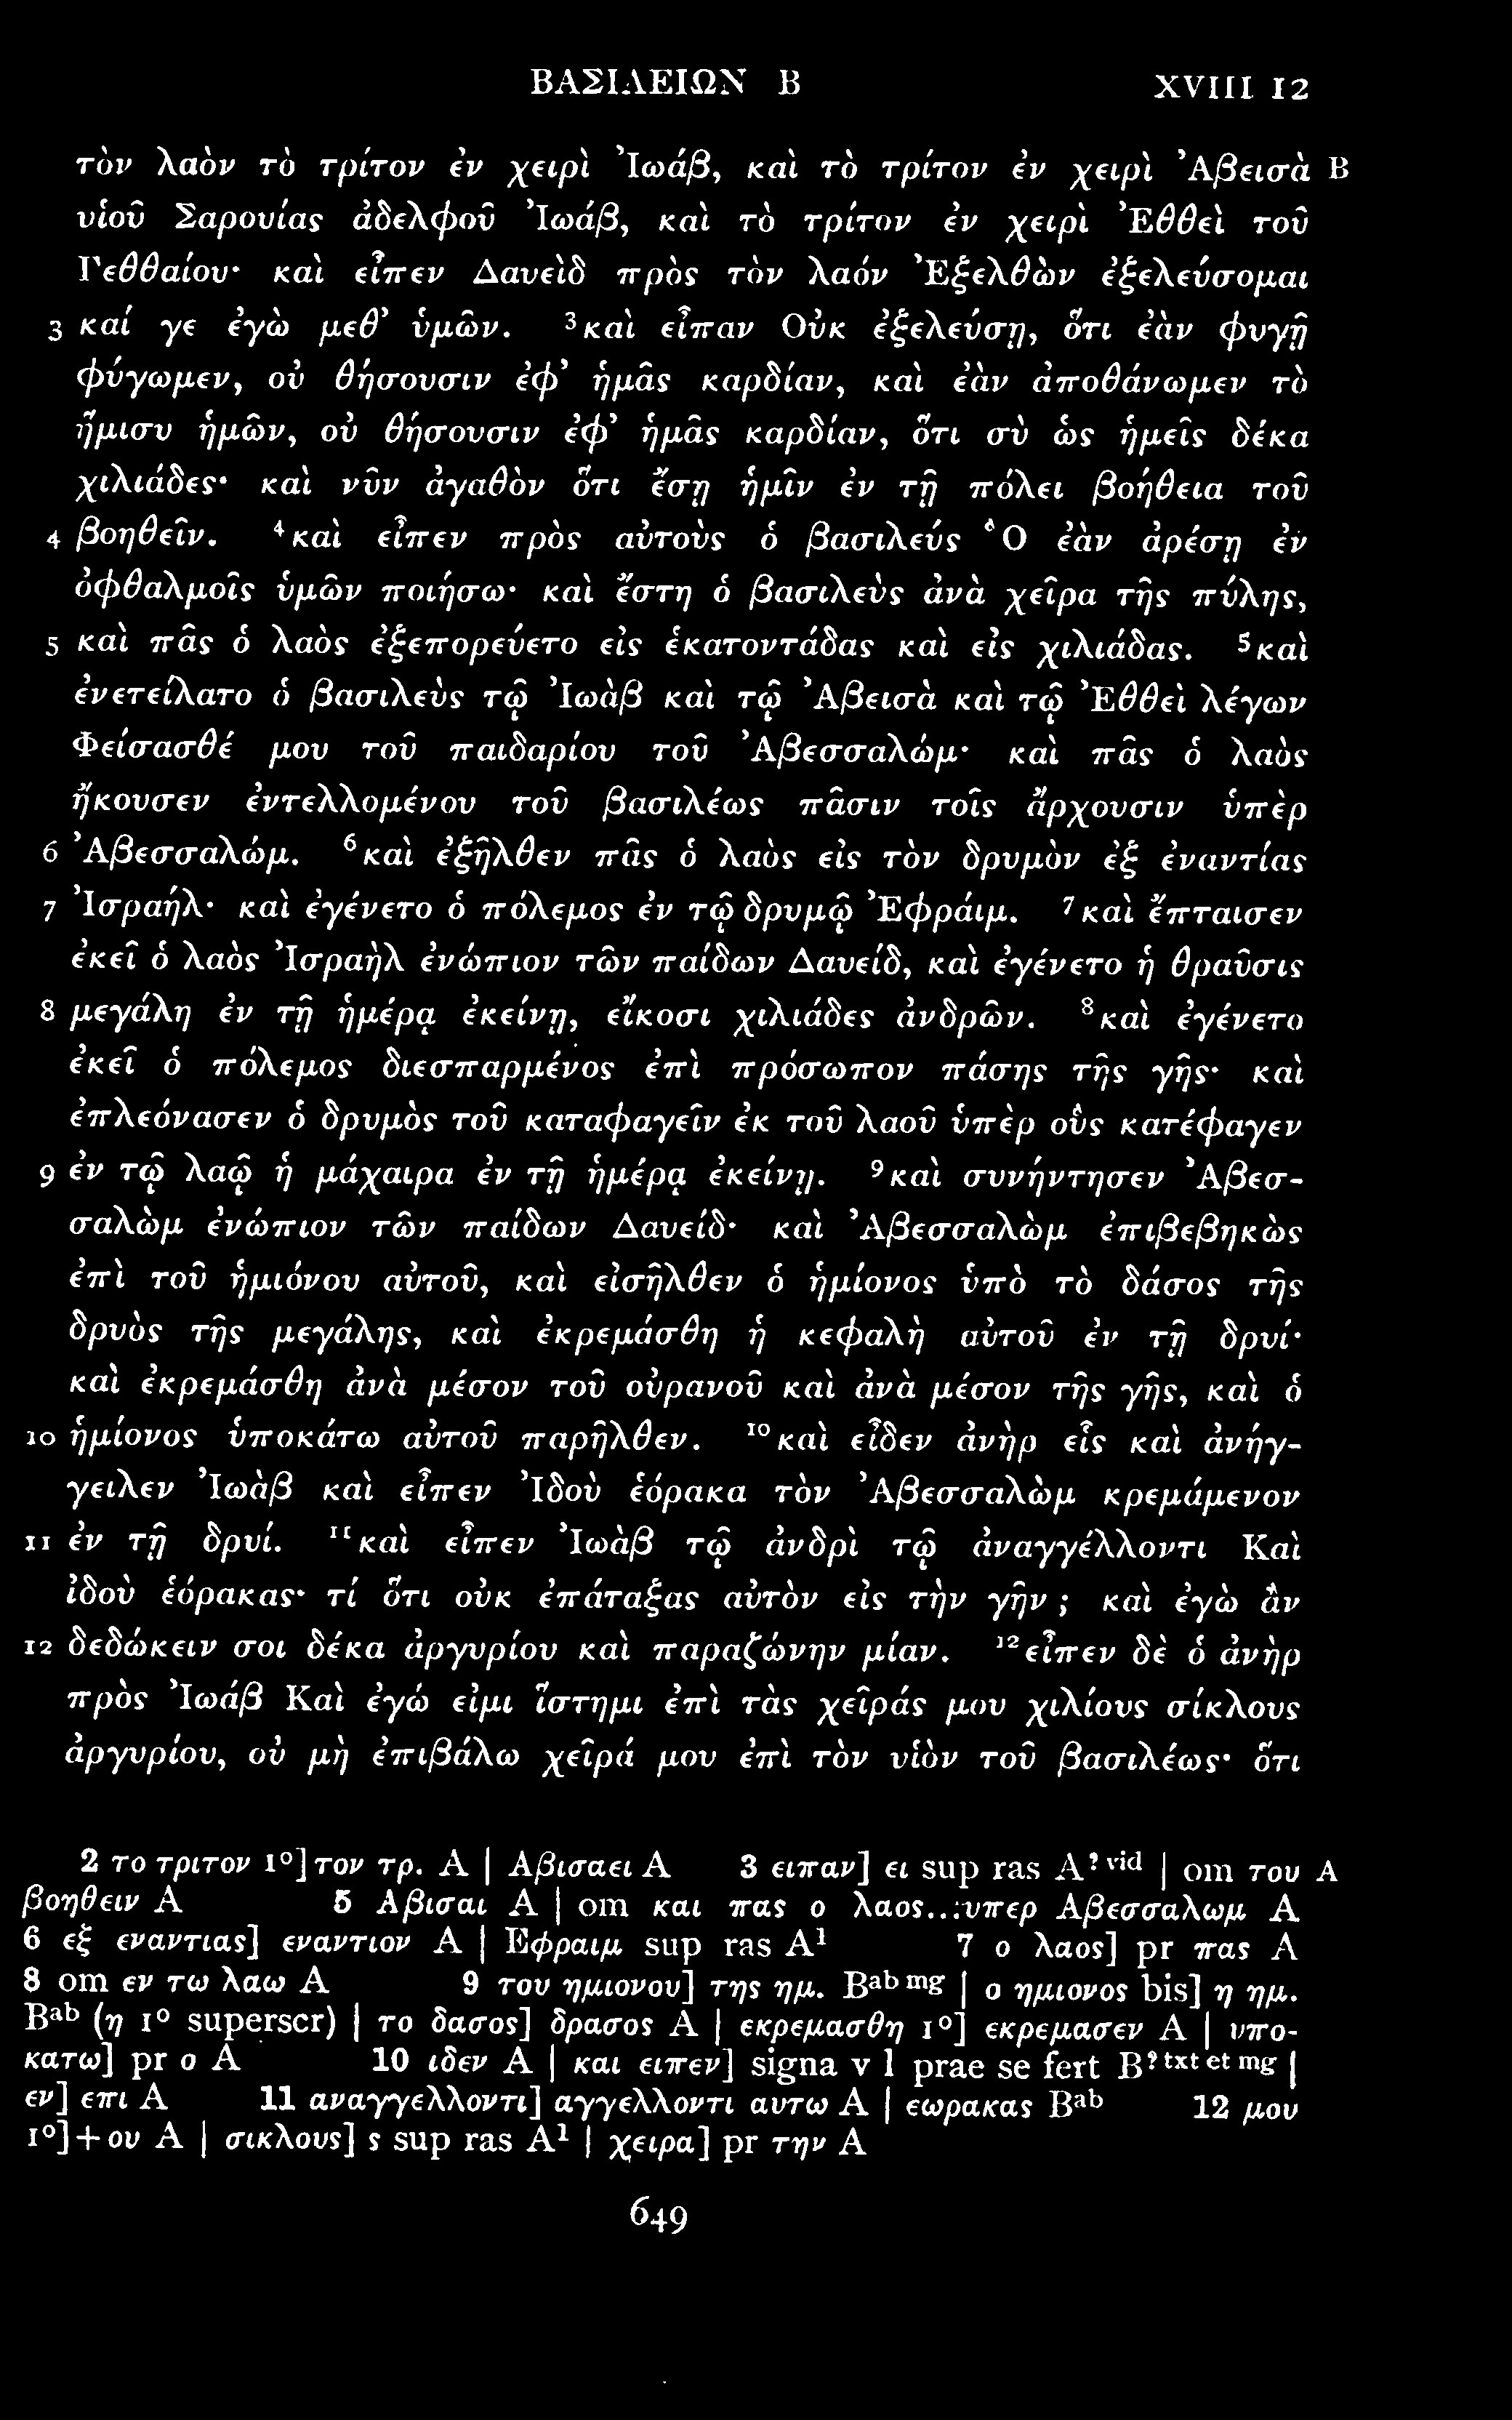 ΒΑΣΙΛΕΙΩΝ Β XVIII 12
τὸν λαὸν τὸ τρίτον ἐν χειρὶ Ἰωάβ, καὶ τὸ τρίτον ἐν χειρὶ Ἀβεισὰ B
υἱοῦ Σαρουίας ἀδελφοῦ Ἰωάβ, καὶ τὸ τρίτον ἐν χειρὶ Ἐθθεὶ τοῦ
Γεθθαίου· καὶ εἶπεν Δαυεὶδ πρὸς τὸν λαόν Ἐξελθὼν ἐξελεύσομαι
3 καί γε ἐγὼ μεθ’ ὑμῶν. ³καὶ εἶπαν Οὐκ ἐξελεύσῃ, ὅτι ἐὰν φυγῇ
φύγωμεν, οὐ θήσουσιν ἐφ’ ἡμᾶς καρδίαν, καὶ ἐὰν ἀποθάνωμεν τὸ
ἥμισυ ἡμῶν, οὐ θήσουσιν ἐφ’ ἡμᾶς καρδίαν, ὅτι σὺ ὡς ἡμεῖς δέκα
χιλιάδες· καὶ νῦν ἀγαθὸν ὅτι ἔσῃ ἡμῖν ἐν τῇ πόλει βοήθεια τοῦ
4 βοηθεῖν. ⁴καὶ εἶπεν πρὸς αὐτοὺς ὁ βασιλεύς Ὃ ἐὰν ἀρέσῃ ἐν
ὀφθαλμοῖς ὑμῶν ποιήσω· καὶ ἔστη ὁ βασιλεὺς ἀνὰ χεῖρα τῆς πύλης,
5 καὶ πᾶς ὁ λαὸς ἐξεπορεύετο εἰς ἑκατοντάδας καὶ εἰς χιλιάδας. ⁵καὶ
ἐνετείλατο ὁ βασιλεὺς τῷ Ἰωὰβ καὶ τῷ Ἀβεισὰ καὶ τῷ Ἐθθεὶ λέγων
Φείσασθέ μου τοῦ παιδαρίου τοῦ Ἀβεσσαλώμ· καὶ πᾶς ὁ λαὸς
ἤκουσεν ἐντελλομένου τοῦ βασιλέως πᾶσιν τοῖς ἄρχουσιν ὑπὲρ
6 Ἀβεσσαλώμ. ⁶καὶ ἐξῆλθεν πᾶς ὁ λαὸς εἰς τὸν δρυμὸν ἐξ ἐναντίας
7 Ἰσραήλ· καὶ ἐγένετο ὁ πόλεμος ἐν τῷ δρυμῷ Ἐφράιμ. ⁷καὶ ἔπταισεν
ἐκεῖ ὁ λαὸς Ἰσραὴλ ἐνώπιον τῶν παίδων Δαυείδ, καὶ ἐγένετο ἡ θραῦσις
8 μεγάλη ἐν τῇ ἡμέρᾳ ἐκείνῃ, εἴκοσι χιλιάδες ἀνδρῶν. ⁸καὶ ἐγένετο
ἐκεῖ ὁ πόλεμος διεσπαρμένος ἐπὶ πρόσωπον πάσης τῆς γῆς· καὶ
ἐπλεόνασεν ὁ δρυμὸς τοῦ καταφαγεῖν ἐκ τοῦ λαοῦ ὑπὲρ οὓς κατέφαγεν
9 ἐν τῷ λαῷ ἡ μάχαιρα ἐν τῇ ἡμέρᾳ ἐκείνῃ. ⁹καὶ συνήντησεν Ἀβεσ-
σαλὼμ ἐνώπιον τῶν παίδων Δαυείδ· καὶ Ἀβεσσαλὼμ ἐπιβεβηκὼς
ἐπὶ τοῦ ἡμιόνου αὐτοῦ, καὶ εἰσῆλθεν ὁ ἡμίονος ὑπὸ τὸ δάσος τῆς
δρυὸς τῆς μεγάλης, καὶ ἐκρεμάσθη ἡ κεφαλὴ αὐτοῦ ἐν τῇ δρυί·
καὶ ἐκρεμάσθη ἀνὰ μέσον τοῦ οὐρανοῦ καὶ ἀνὰ μέσον τῆς γῆς, καὶ ὁ
10 ἡμίονος ὑποκάτω αὐτοῦ παρῆλθεν. ¹⁰καὶ εἶδεν ἀνὴρ εἷς καὶ ἀνήγ-
γειλεν Ἰωὰβ καὶ εἶπεν Ἰδοὺ ἑόρακα τὸν Ἀβεσσαλὼμ κρεμάμενον
11 ἐν τῇ δρυί. ¹¹καὶ εἶπεν Ἰωὰβ τῷ ἀνδρὶ τῷ ἀναγγέλλοντι Καὶ
ἰδοὺ ἑόρακας· τί ὅτι οὐκ ἐπάταξας αὐτὸν εἰς τὴν γῆν; καὶ ἐγὼ ἂν
12 δεδώκειν σοι δέκα ἀργυρίου καὶ παραζώνην μίαν. ¹²εἶπεν δὲ ὁ ἀνὴρ
πρὸς Ἰωάβ Καὶ ἐγώ εἰμι ἵστημι ἐπὶ τὰς χεῖράς μου χιλίους σίκλους
ἀργυρίου, οὐ μὴ ἐπιβάλω χεῖρά μου ἐπὶ τὸν υἱὸν τοῦ βασιλέως· ὅτι
2 το τριτον 1°] τον τρ. A | Αβισαει A 3 ειπαν] ει sup ras A? vid | om του A
βοηθειν A 5 Αβισαι A | om και πας ο λαος..:υπερ Αβεσσαλωμ A
6 εξ εναντιας] εναντιον A | Εφραιμ sup ras A¹ 7 ο λαος] pr πας A
8 om εν τω λαω A 9 του ημιονου] της ημ. Bab mg | ο ημιονος bis] η ημ.
Bab (η 1° superscr) | το δασος] δρασος A | εκρεμασθη 1°] εκρεμασεν A | υπο-
κατω] pr ο A 10 ιδεν A | και ειπεν] signa v l prae se fert B? txt et mg |
εν] επι A 11 αναγγελλοντι] αγγελλοντι αυτω A | εωρακας Bab 12 μου
1°] + ου A | σικλους] s sup ras A¹ | χειρα] pr την A
649